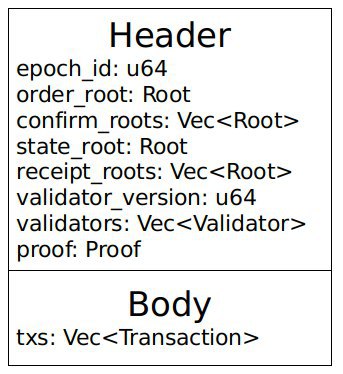 Header
epoch_id: u64
order_root: Root
confirm_roots: Vec<Root>
state_root: Root
receipt_roots: Vec<Root>
validator_version: u64
validators: Vec<Validator>
proof: Proof
Body
txs: Vec<Transaction>